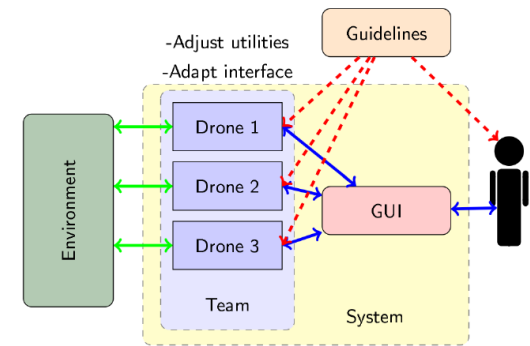 Guidelines
-Adjust utilities
-Adapt interface
Environment
Drone 1
Drone 2
Drone 3
GUI
Team
System